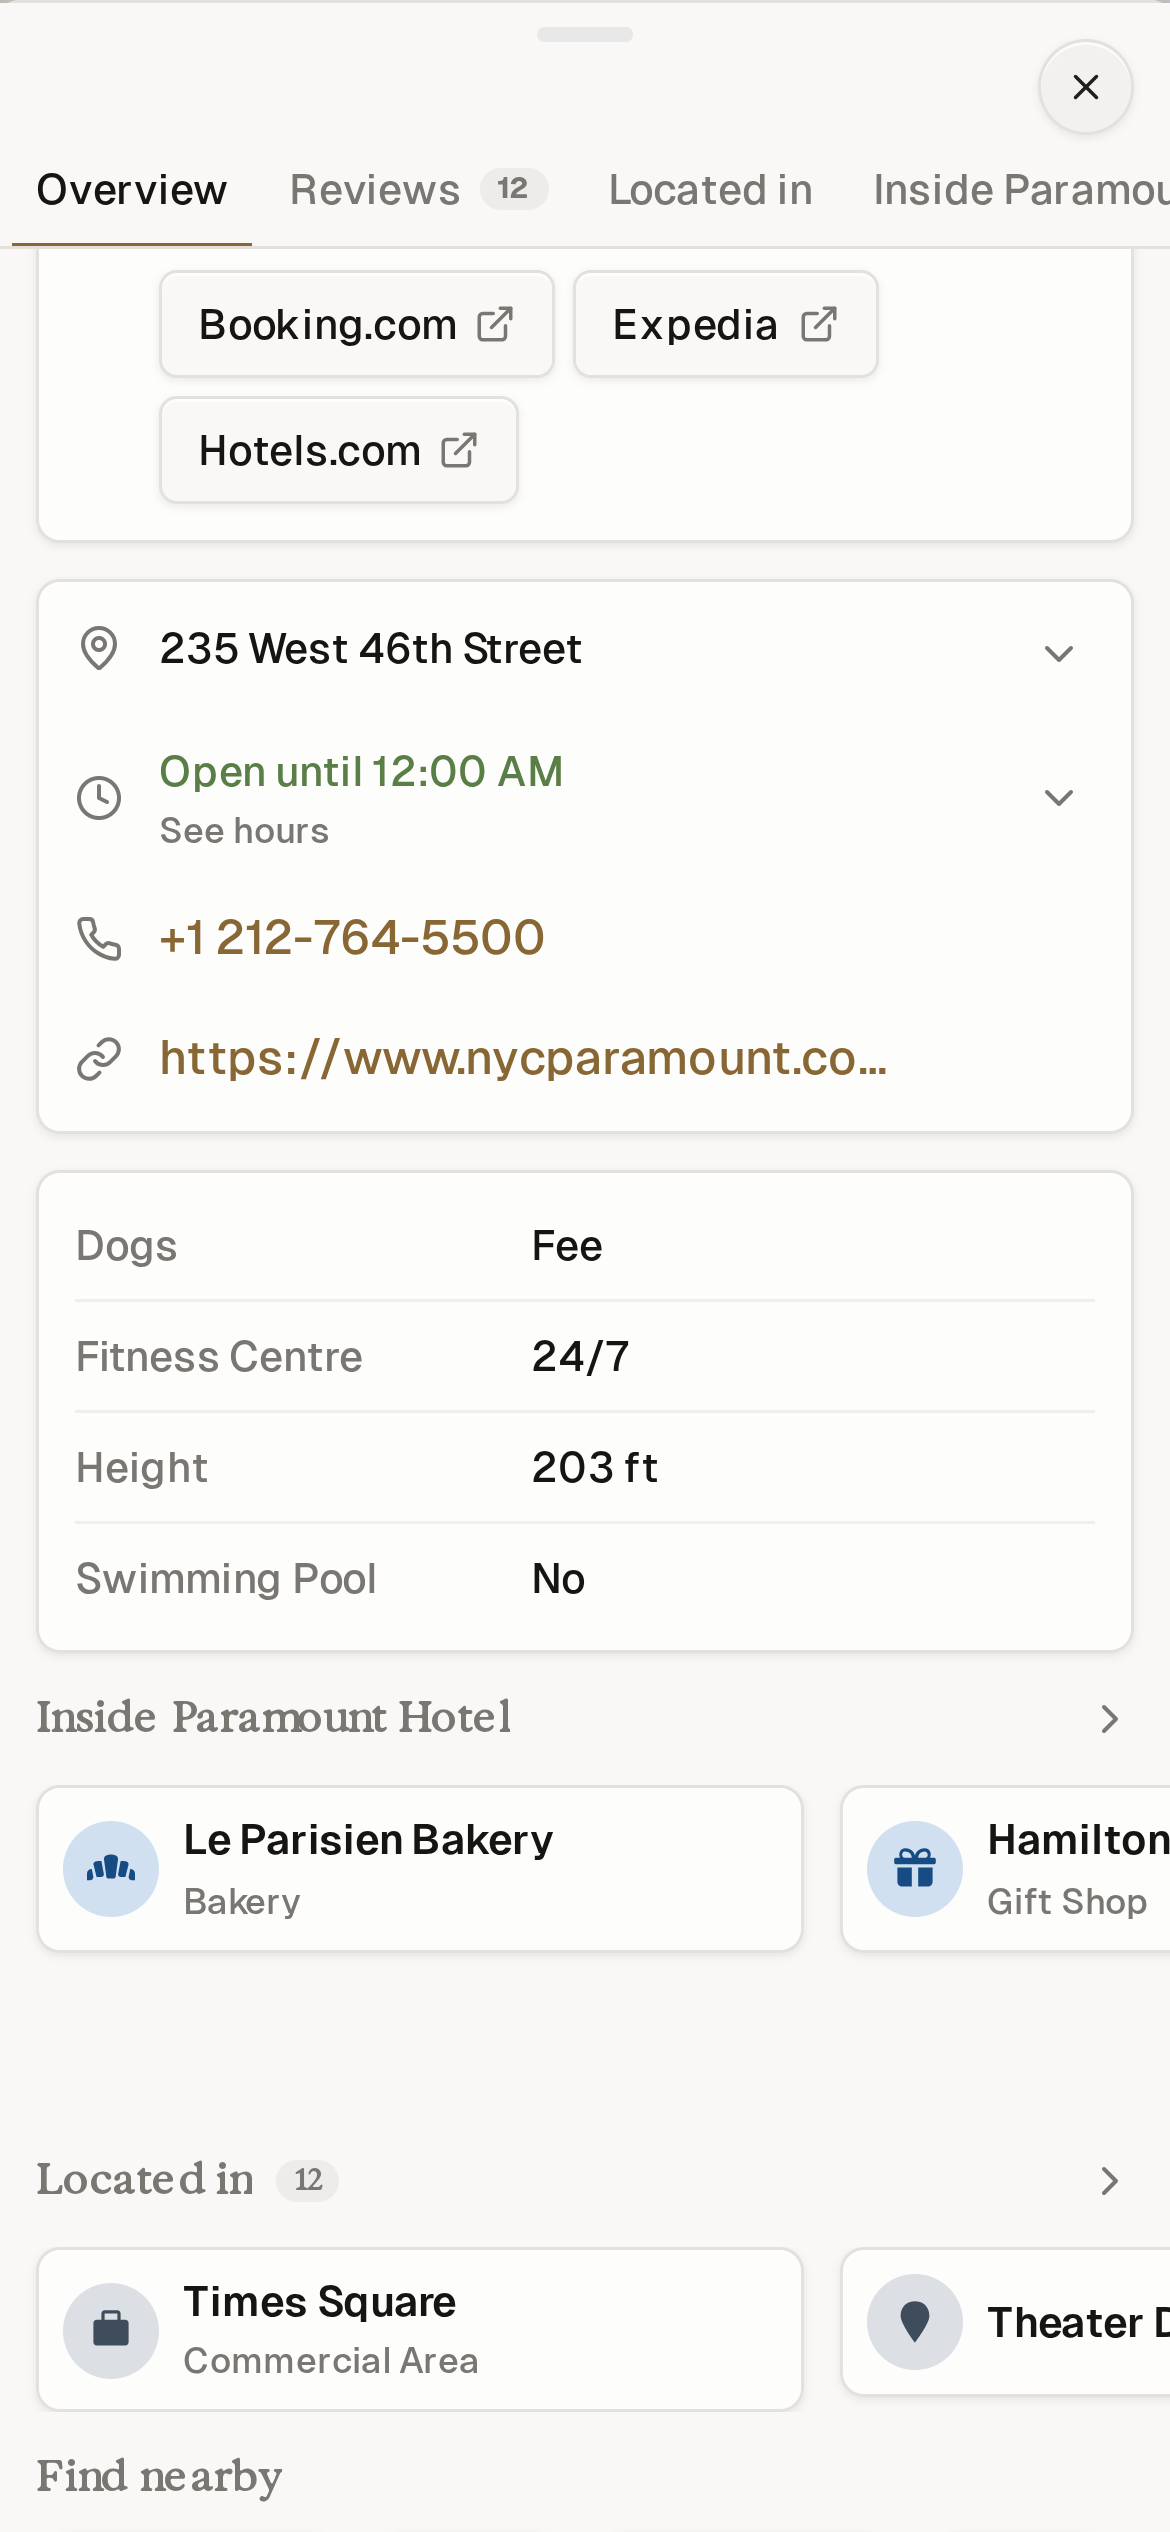 Overview Reviews 12 Located in Inside Paramou
Booking.com Expedia
Hotels.com
235 West 46th Street
Open until 12:00 AM
See hours
+1 212-764-5500
https://www.nycparamount.co...
Dogs Fee
Fitness Centre 24/7
Height 203 ft
Swimming Pool No
Inside Paramount Hotel
Le Parisien Bakery
Bakery
Hamilton
Gift Shop
Located in 12
Times Square
Commercial Area
Theater D
Find nearby